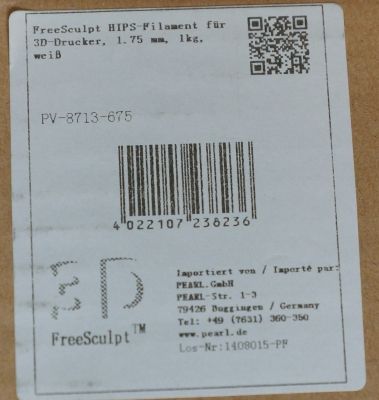 FreeSculpt HIPS-Filament für
3D-Drucker, 1.75 mm, 1kg,
weiß
PV-8713-675
4 022107 238236
3D
FreeSculpt™
Importiert von / Importé par:
PEARL.GmbH
PEARL-Str. 1-3
79426 Buggingen / Germany
Tel: +49 (7631) 360-350
www.pearl.de
Los-Nr:1408015-PF